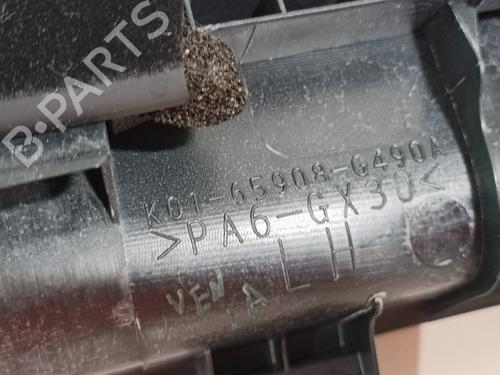 B-PARTS
K01-65908-G490A
>PA6-GX30<
LH
VEN
A